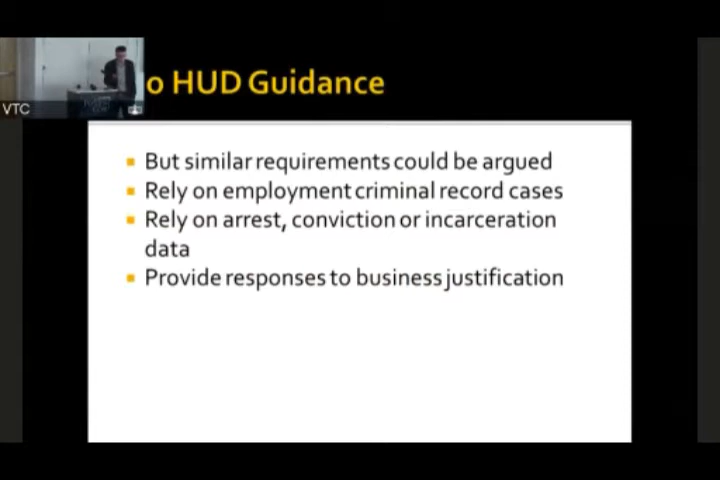 o HUD Guidance
VTC
But similar requirements could be argued
Rely on employment criminal record cases
Rely on arrest, conviction or incarceration
data
Provide responses to business justification